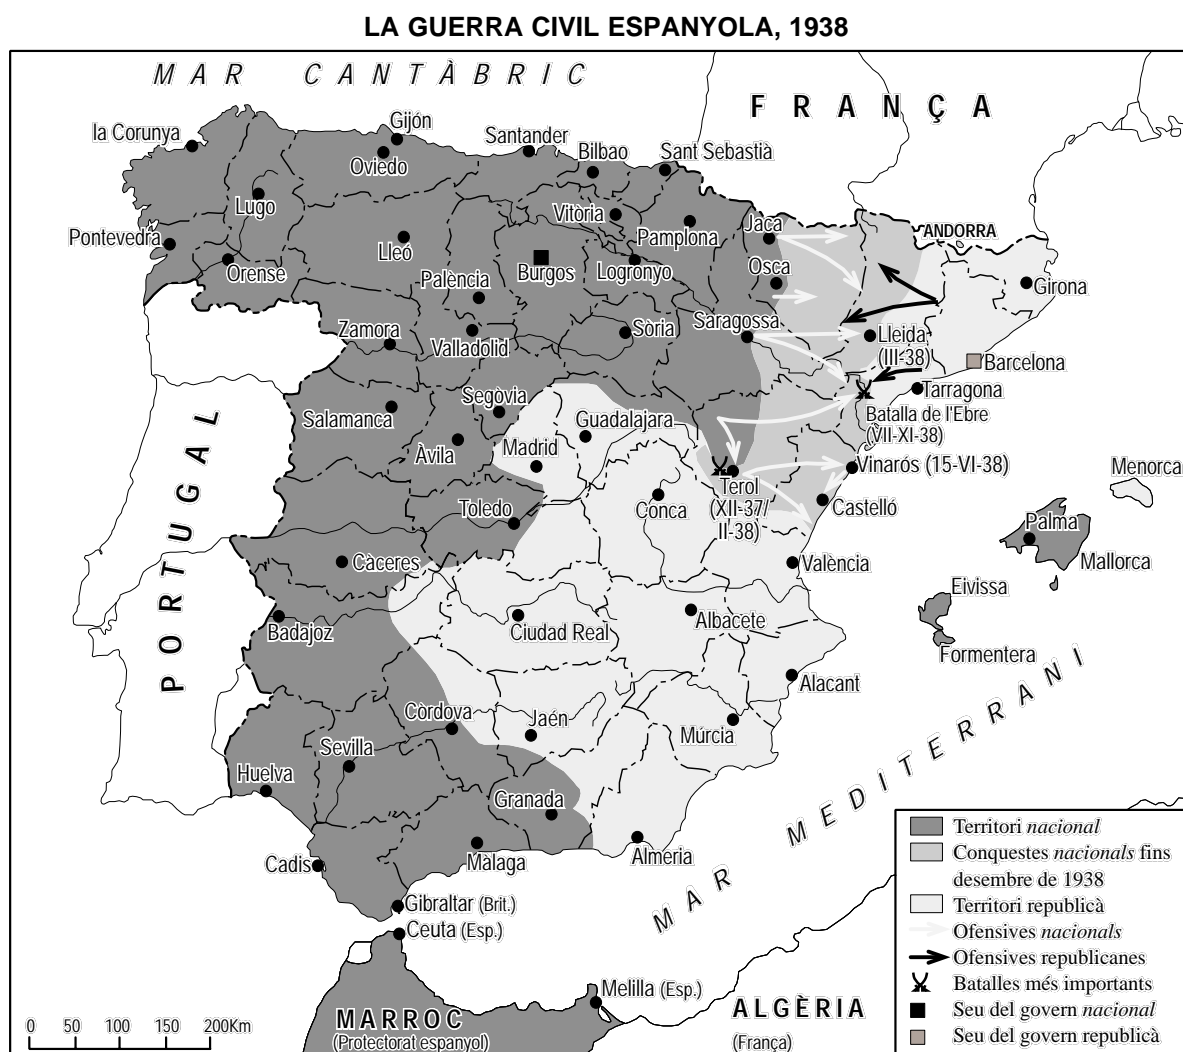 LA GUERRA CIVIL ESPANYOLA, 1938
MAR CANTÀBRIC
FRANÇA
la Corunya
Gijón
Oviedo
Santander
Bilbao
Sant Sebastià
Lugo
Vitòria
Pamplona
Jaca
ANDORRA
Pontevedra
Lleó
Orense
Burgos
Logronyo
Osca
Girona
Palència
Zamora
Valladolid
Sòria
Saragossa
Lleida
(III-38)
Barcelona
Tarragona
Salamanca
Segòvia
Àvila
Guadalajara
Madrid
Batalla de l'Ebre
(VII-XI-38)
Vinarós (15-VI-38)
Menorca
PORTUGAL
Toledo
Conca
Terol
(XII-37/
II-38)
Castelló
Palma
Mallorca
Càceres
València
Eivissa
Badajoz
Ciudad Real
Albacete
Formentera
Alacant
Còrdova
Jaén
Múrcia
Sevilla
Huelva
Granada
MAR MEDITERRANI
Cadis
Màlaga
Almeria
Gibraltar (Brit.)
Ceuta (Esp.)
Melilla (Esp.)
MARROC
(Protectorat espanyol)
ALGÈRIA
(França)
0 50 100 150 200Km
Territori nacional
Conquestes nacionals fins
desembre de 1938
Territori republicà
Ofensives nacionals
Ofensives republicanes
Batalles més importants
Seu del govern nacional
Seu del govern republicà